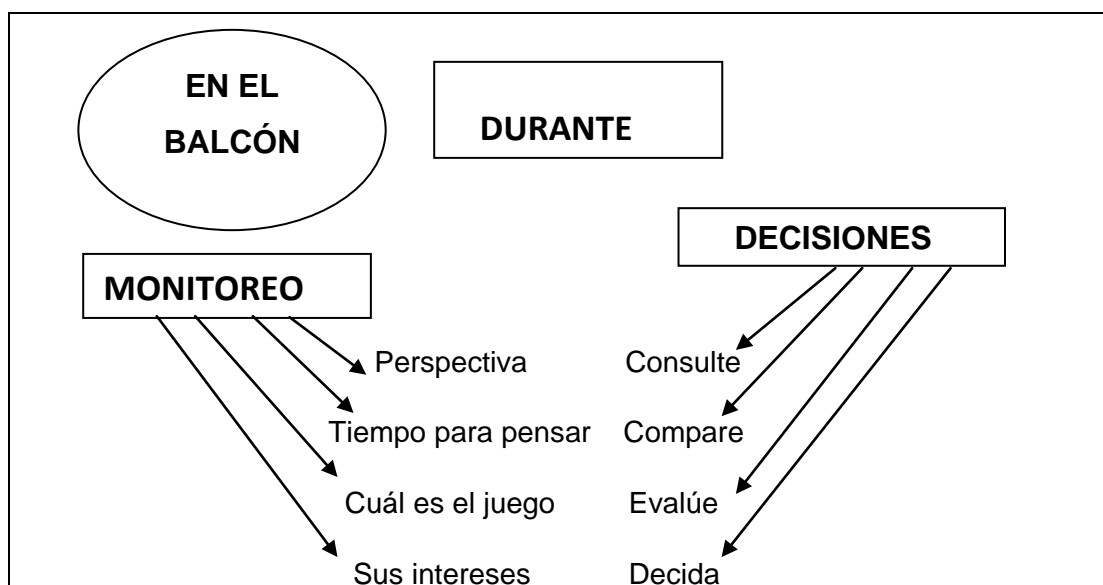 EN EL
BALCÓN
DURANTE
DECISIONES
MONITOREO
Perspectiva
Consulte
Tiempo para pensar
Compare
Cuál es el juego
Evalúe
Sus intereses
Decida